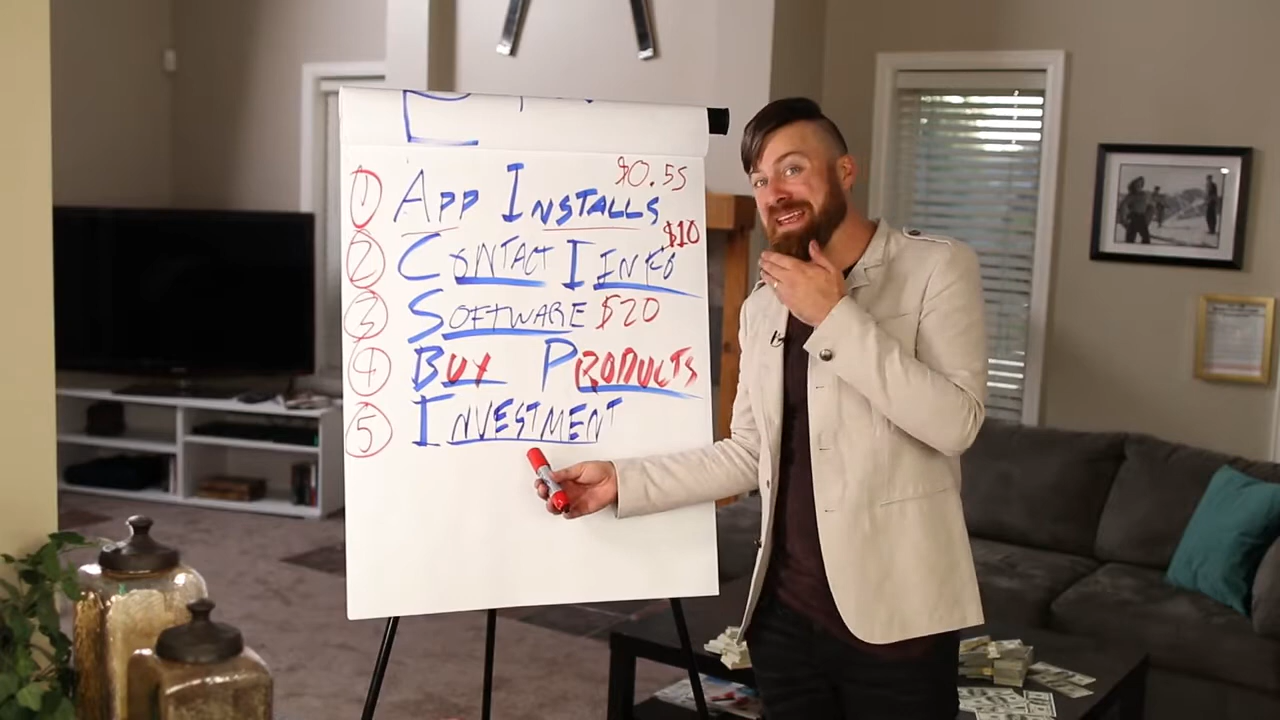 ① APP INSTALLS $0.55
② CONTACT I INFO $10
③ SOFTWARE $20
④ BUY PRODUCTS
⑤ INVESTMENT